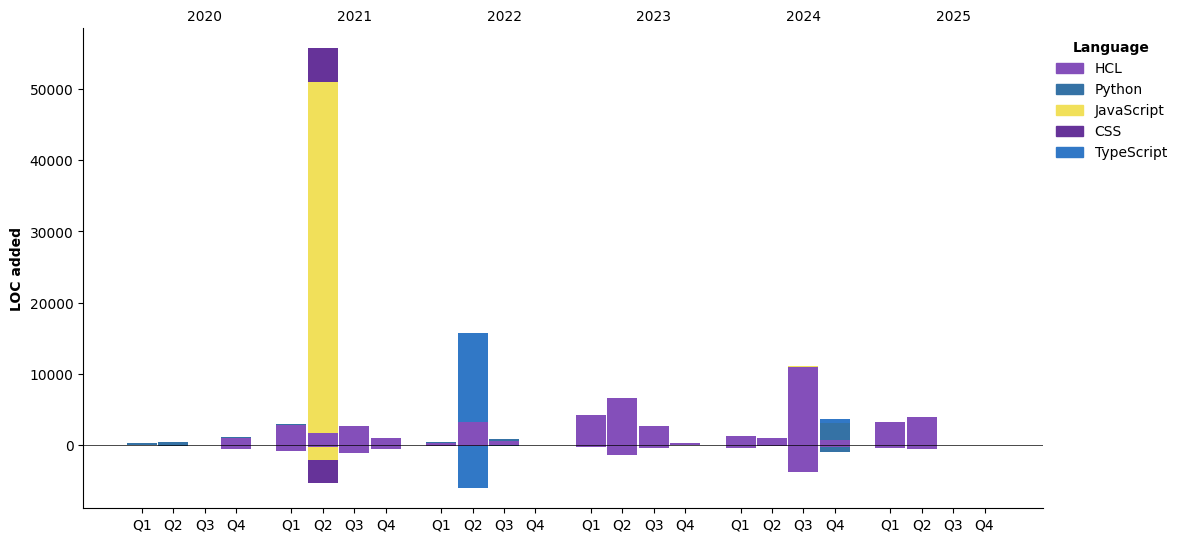 2020 2021 2022 2023 2024 2025
Language
HCL
Python
JavaScript
CSS
TypeScript
LOC added
50000
40000
30000
20000
10000
0
Q1 Q2 Q3 Q4 Q1 Q2 Q3 Q4 Q1 Q2 Q3 Q4 Q1 Q2 Q3 Q4 Q1 Q2 Q3 Q4 Q1 Q2 Q3 Q4